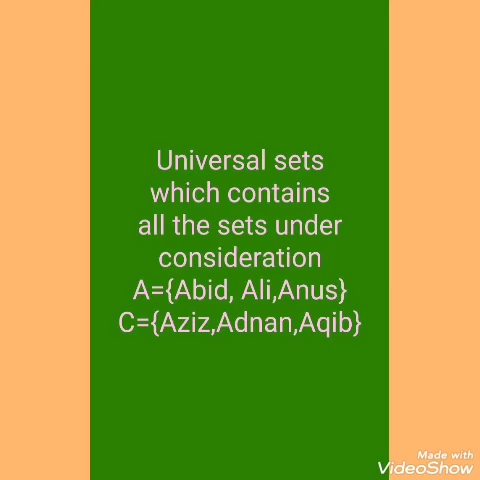 Universal sets
which contains
all the sets under
consideration
A={Abid, Ali,Anus}
C={Aziz,Adnan,Aqib}
Made with
VideoShow